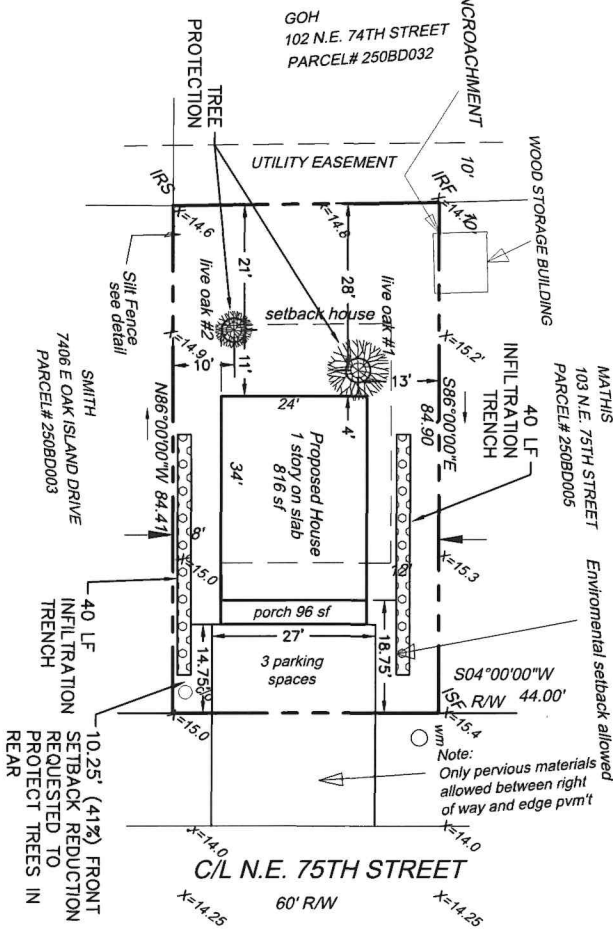 GOH
102 N.E. 74TH STREET
PARCEL# 250BD032
NCROACHMENT
WOOD STORAGE BUILDING
TREE
PROTECTION
UTILITY EASEMENT
10'
10'
IRS
IRF
X=14.6
X=14.6
Silt Fence
see detail
21'
28'
live oak #2
live oak #1
setback house
X=14.9
X=15.2'
10'
11'
13'
4'
MATHIS
103 N.E. 75TH STREET
PARCEL# 250BD005
40 LF
INFILTRATION
TRENCH
S86°00'00"E
84.90
N86°00'00"W 84.41
SMITH
7406 E OAK ISLAND DRIVE
PARCEL# 250BD003
24'
34'
Proposed House
1 story on slab
816 sf
8'
12'
X=15.0
X=15.3
porch 96 sf
27'
18.75'
14.75'
3 parking
spaces
Enviromental setback allowed
S04°00'00"W
R/W 44.00'
ISF
X=15.4
X=15.0
c/o
wm
40 LF
INFILTRATION
TRENCH
10.25' (41%) FRONT
SETBACK REDUCTION
REQUESTED TO
PROTECT TREES IN
REAR
Note:
Only pervious materials
allowed between right
of way and edge pvm't
X=14.0
X=14.0
C/L N.E. 75TH STREET
60' R/W
X=14.25
X=14.25